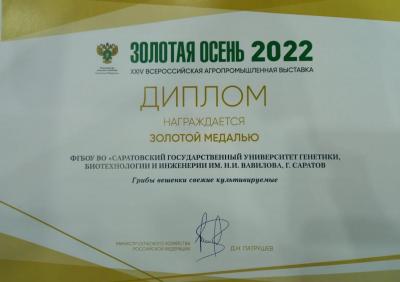 ЗОЛОТАЯ ОСЕНЬ 2022
XXIV ВСЕРОССИЙСКАЯ АГРОПРОМЫШЛЕННАЯ ВЫСТАВКА
ДИПЛОМ
НАГРАЖДАЕТСЯ
ЗОЛОТОЙ МЕДАЛЬЮ
ФГБОУ ВО «САРАТОВСКИЙ ГОСУДАРСТВЕННЫЙ УНИВЕРСИТЕТ ГЕНЕТИКИ,
БИОТЕХНОЛОГИИ И ИНЖЕНЕРИИ ИМ. Н.И. ВАВИЛОВА, Г. САРАТОВ
Грибы вешенки свежие культивируемые
МИНИСТР СЕЛЬСКОГО ХОЗЯЙСТВА
РОССИЙСКОЙ ФЕДЕРАЦИИ
Д.Н. ПАТРУШЕВ